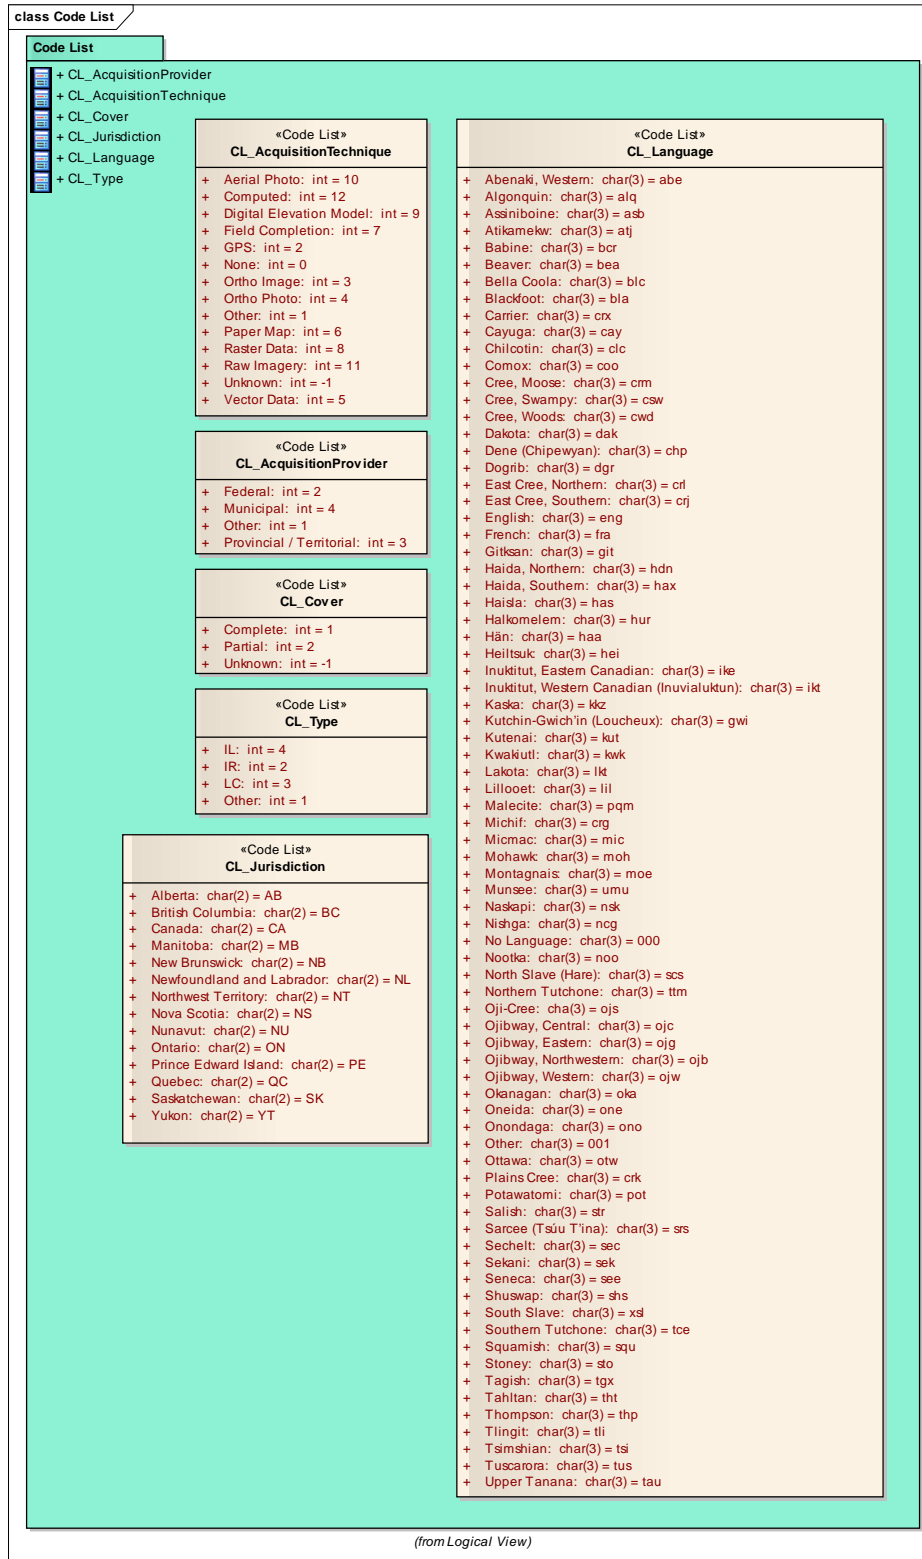 class Code List
Code List
+ CL_AcquisitionProvider
+ CL_AcquisitionTechnique
+ CL_Cover
+ CL_Jurisdiction
+ CL_Language
+ CL_Type
«Code List»
CL_AcquisitionTechnique
+ Aerial Photo: int = 10
+ Computed: int = 12
+ Digital Elevation Model: int = 9
+ Field Completion: int = 7
+ GPS: int = 2
+ None: int = 0
+ Ortho Image: int = 3
+ Ortho Photo: int = 4
+ Other: int = 1
+ Paper Map: int = 6
+ Raster Data: int = 8
+ Raw Imagery: int = 11
+ Unknown: int = -1
+ Vector Data: int = 5
«Code List»
CL_AcquisitionProvider
+ Federal: int = 2
+ Municipal: int = 4
+ Other: int = 1
+ Provincial / Territorial: int = 3
«Code List»
CL_Cover
+ Complete: int = 1
+ Partial: int = 2
+ Unknown: int = -1
«Code List»
CL_Type
+ IL: int = 4
+ IR: int = 2
+ LC: int = 3
+ Other: int = 1
«Code List»
CL_Jurisdiction
+ Alberta: char(2) = AB
+ British Columbia: char(2) = BC
+ Canada: char(2) = CA
+ Manitoba: char(2) = MB
+ New Brunswick: char(2) = NB
+ Newfoundland and Labrador: char(2) = NL
+ Northwest Territory: char(2) = NT
+ Nova Scotia: char(2) = NS
+ Nunavut: char(2) = NU
+ Ontario: char(2) = ON
+ Prince Edward Island: char(2) = PE
+ Quebec: char(2) = QC
+ Saskatchewan: char(2) = SK
+ Yukon: char(2) = YT
«Code List»
CL_Language
+ Abenaki, Western: char(3) = abe
+ Algonquin: char(3) = alq
+ Assiniboine: char(3) = asb
+ Atikamekw: char(3) = atj
+ Babine: char(3) = bcr
+ Beaver: char(3) = bea
+ Bella Coola: char(3) = blc
+ Blackfoot: char(3) = bla
+ Carrier: char(3) = crx
+ Cayuga: char(3) = cay
+ Chilcotin: char(3) = clc
+ Comox: char(3) = coo
+ Cree, Moose: char(3) = crm
+ Cree, Swampy: char(3) = csw
+ Cree, Woods: char(3) = cwd
+ Dakota: char(3) = dak
+ Dene (Chipewyan): char(3) = chp
+ Dogrib: char(3) = dgr
+ East Cree, Northern: char(3) = crl
+ East Cree, Southern: char(3) = crj
+ English: char(3) = eng
+ French: char(3) = fra
+ Gitksan: char(3) = git
+ Haida, Northern: char(3) = hdn
+ Haida, Southern: char(3) = hax
+ Haisla: char(3) = has
+ Halkomelem: char(3) = hur
+ Hän: char(3) = haa
+ Heiltsuk: char(3) = hei
+ Inuktitut, Eastern Canadian: char(3) = ike
+ Inuktitut, Western Canadian (Inuvialuktun): char(3) = ikt
+ Kaska: char(3) = kkz
+ Kutchin-Gwich'in (Loucheux): char(3) = gwi
+ Kutenai: char(3) = kut
+ Kwakiutl: char(3) = kwk
+ Lakota: char(3) = lkt
+ Lillooet: char(3) = lil
+ Malecite: char(3) = pqm
+ Michif: char(3) = crg
+ Micmac: char(3) = mic
+ Mohawk: char(3) = moh
+ Montagnais: char(3) = moe
+ Munsee: char(3) = umu
+ Naskapi: char(3) = nsk
+ Nishga: char(3) = ncg
+ No Language: char(3) = 000
+ Nootka: char(3) = noo
+ North Slave (Hare): char(3) = scs
+ Northern Tutchone: char(3) = ttm
+ Oji-Cree: cha(3) = ojs
+ Ojibway, Central: char(3) = ojc
+ Ojibway, Eastern: char(3) = ojg
+ Ojibway, Northwestern: char(3) = ojb
+ Ojibway, Western: char(3) = ojw
+ Okanagan: char(3) = oka
+ Oneida: char(3) = one
+ Onondaga: char(3) = ono
+ Other: char(3) = 001
+ Ottawa: char(3) = otw
+ Plains Cree: char(3) = crk
+ Potawatomi: char(3) = pot
+ Salish: char(3) = str
+ Sarcee (Tsúu T'ina): char(3) = srs
+ Sechelt: char(3) = sec
+ Sekani: char(3) = sek
+ Seneca: char(3) = see
+ Shuswap: char(3) = shs
+ South Slave: char(3) = xsl
+ Southern Tutchone: char(3) = tce
+ Squamish: char(3) = squ
+ Stoney: char(3) = sto
+ Tagish: char(3) = tgx
+ Tahltan: char(3) = tht
+ Thompson: char(3) = thp
+ Tlingit: char(3) = tli
+ Tsimshian: char(3) = tsi
+ Tuscarora: char(3) = tus
+ Upper Tanana: char(3) = tau
(from Logical View)